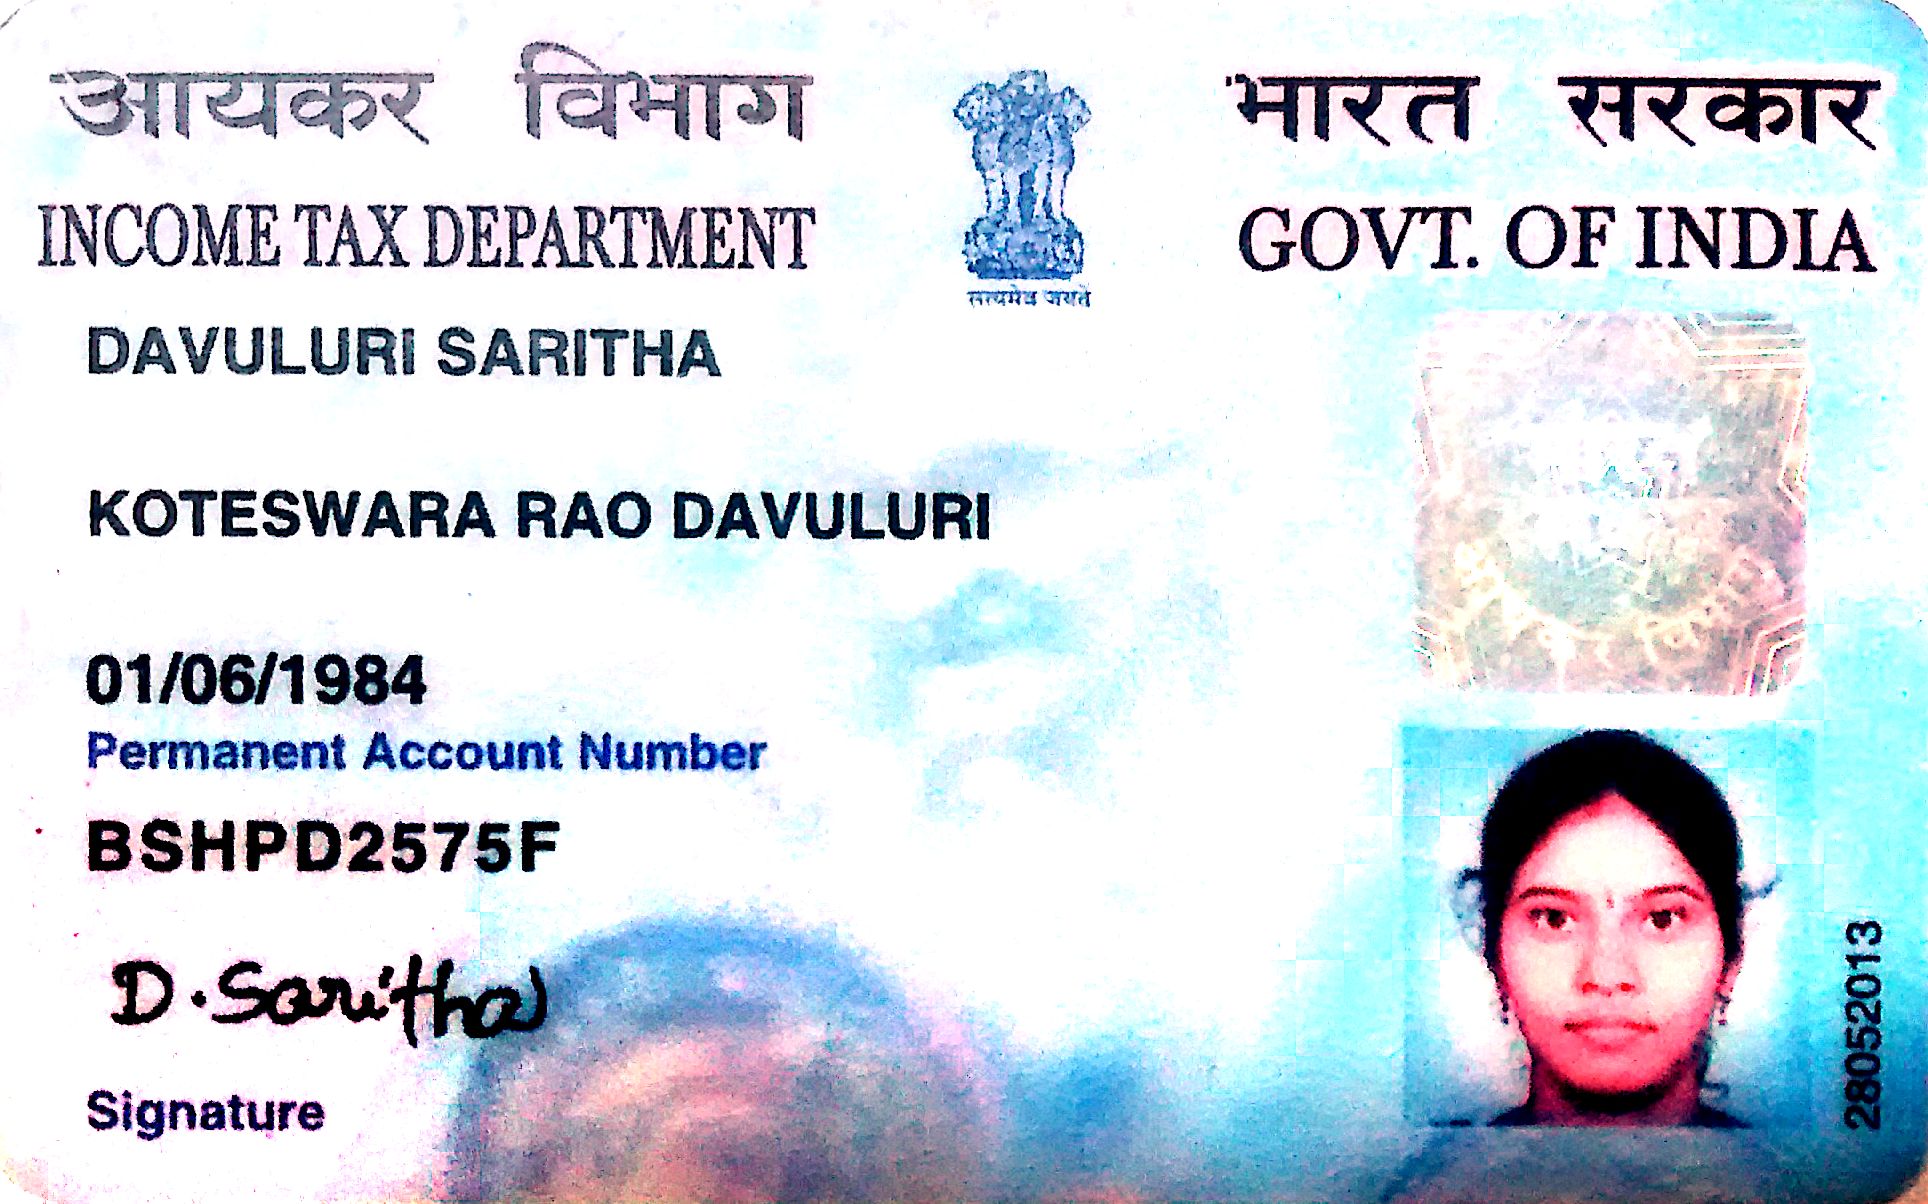 आयकर विभाग
INCOME TAX DEPARTMENT
सत्यमेव जयते
भारत सरकार
GOVT. OF INDIA
DAVULURI SARITHA
KOTESWARA RAO DAVULURI
01/06/1984
Permanent Account Number
BSHPD2575F
D. Saritha
Signature
28052013